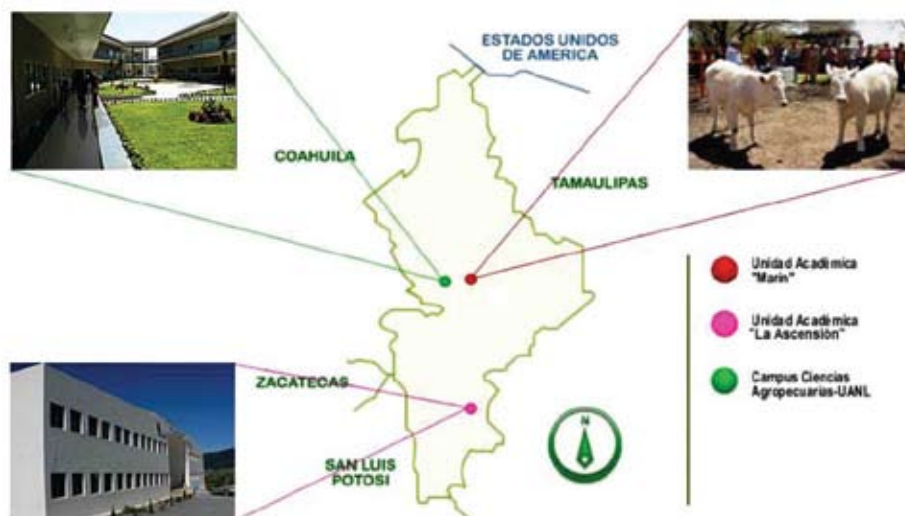 ESTADOS UNIDOS
DE AMERICA
COAHUILA
TAMAULIPAS
ZACATECAS
SAN LUIS
POTOSI
N
Unidad Académica
"Marín"
Unidad Académica
"La Ascensión"
Campus Ciencias
Agropecuarias-UANL